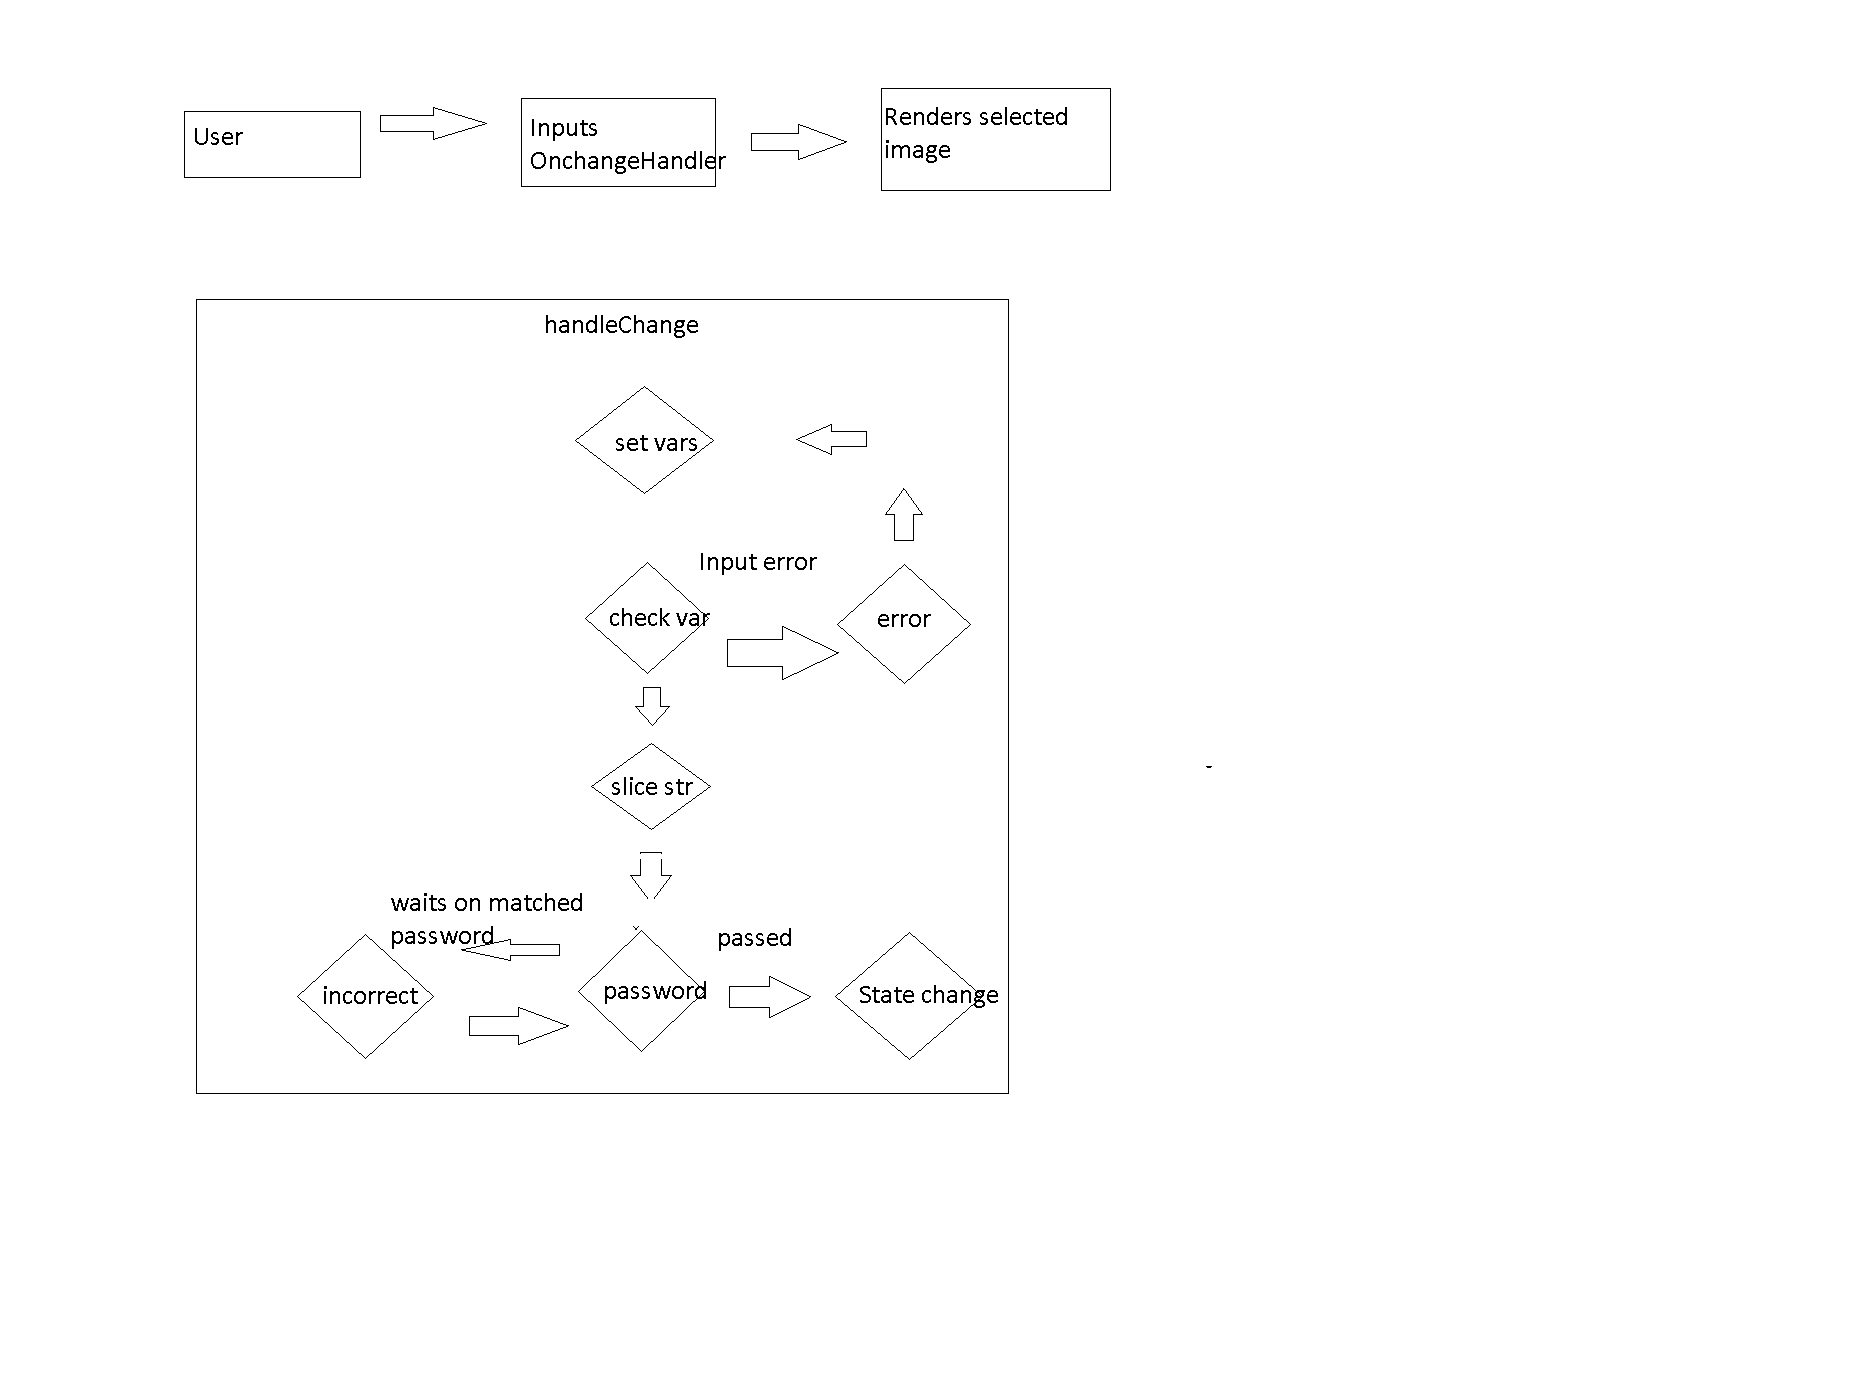 User
Inputs
OnchangeHandler
Renders selected
image
handleChange
set vars
Input error
check var
error
slice str
waits on matched
password
passed
incorrect
password
State change